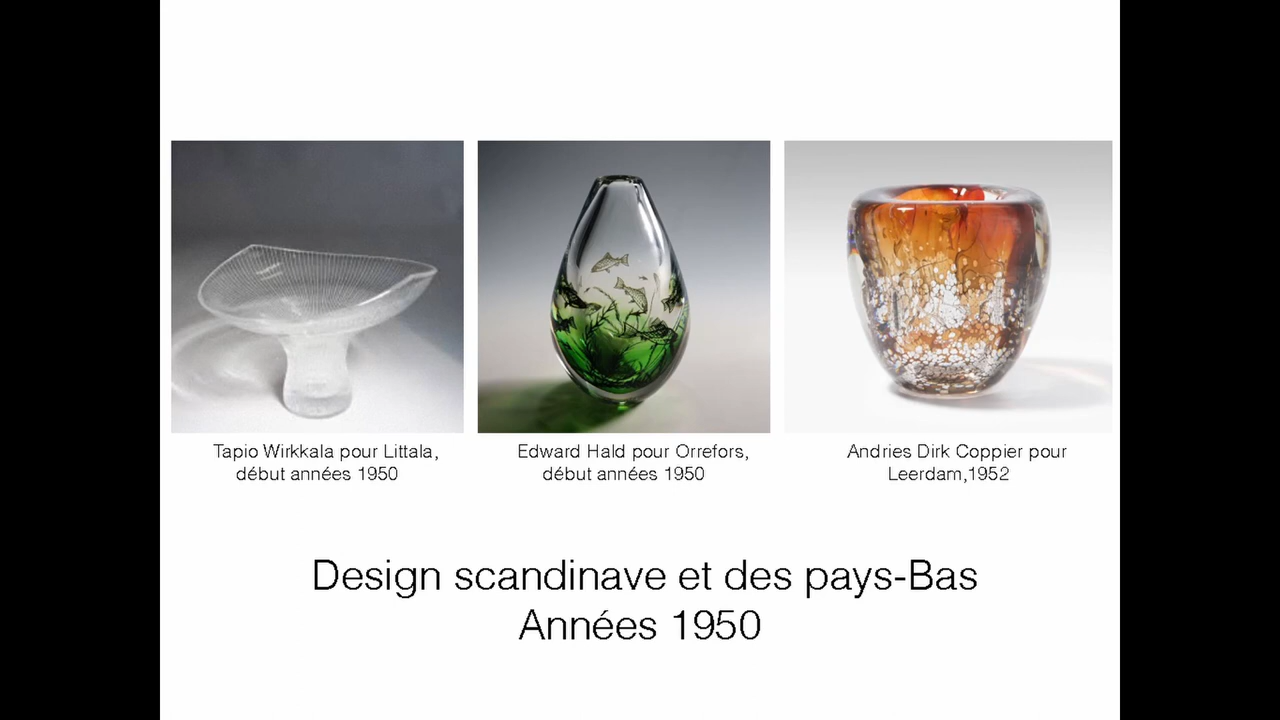 Tapio Wirkkala pour Littala,
début années 1950
Edward Hald pour Orrefors,
début années 1950
Andries Dirk Coppier pour
Leerdam,1952
Design scandinave et des pays-Bas
Années 1950